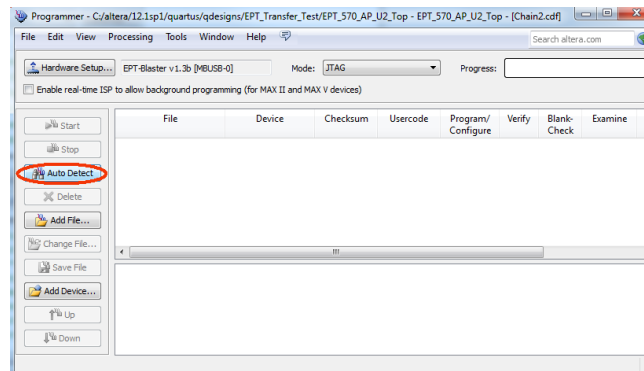 Programmer - C:/altera/12.1sp1/quartus/qdesigns/EPT_Transfer_Test/EPT_570_AP_U2_Top - EPT_570_AP_U2_Top - [Chain2.cdf]
File Edit View Processing Tools Window Help
Search altera.com
Hardware Setup... EPT-Blaster v1.3b [MBUSB-0] Mode: JTAG Progress:
Enable real-time ISP to allow background programming (for MAX II and MAX V devices)
File Device Checksum Usercode Program/ Verify Blank- Examine
Configure Check
Start
Stop
Auto Detect
Delete
Add File...
Change File...
Save File
Add Device...
Up
Down